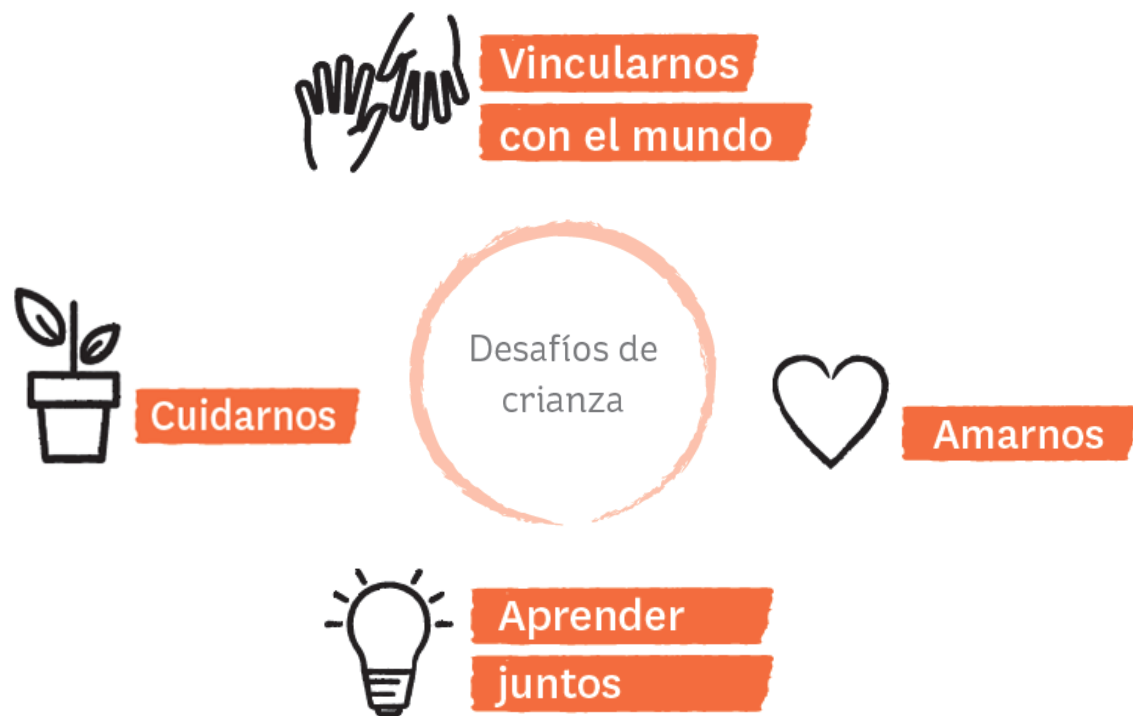 Vincularnos
con el mundo
Desafíos de
crianza
Cuidarnos
Amarnos
Aprender
juntos